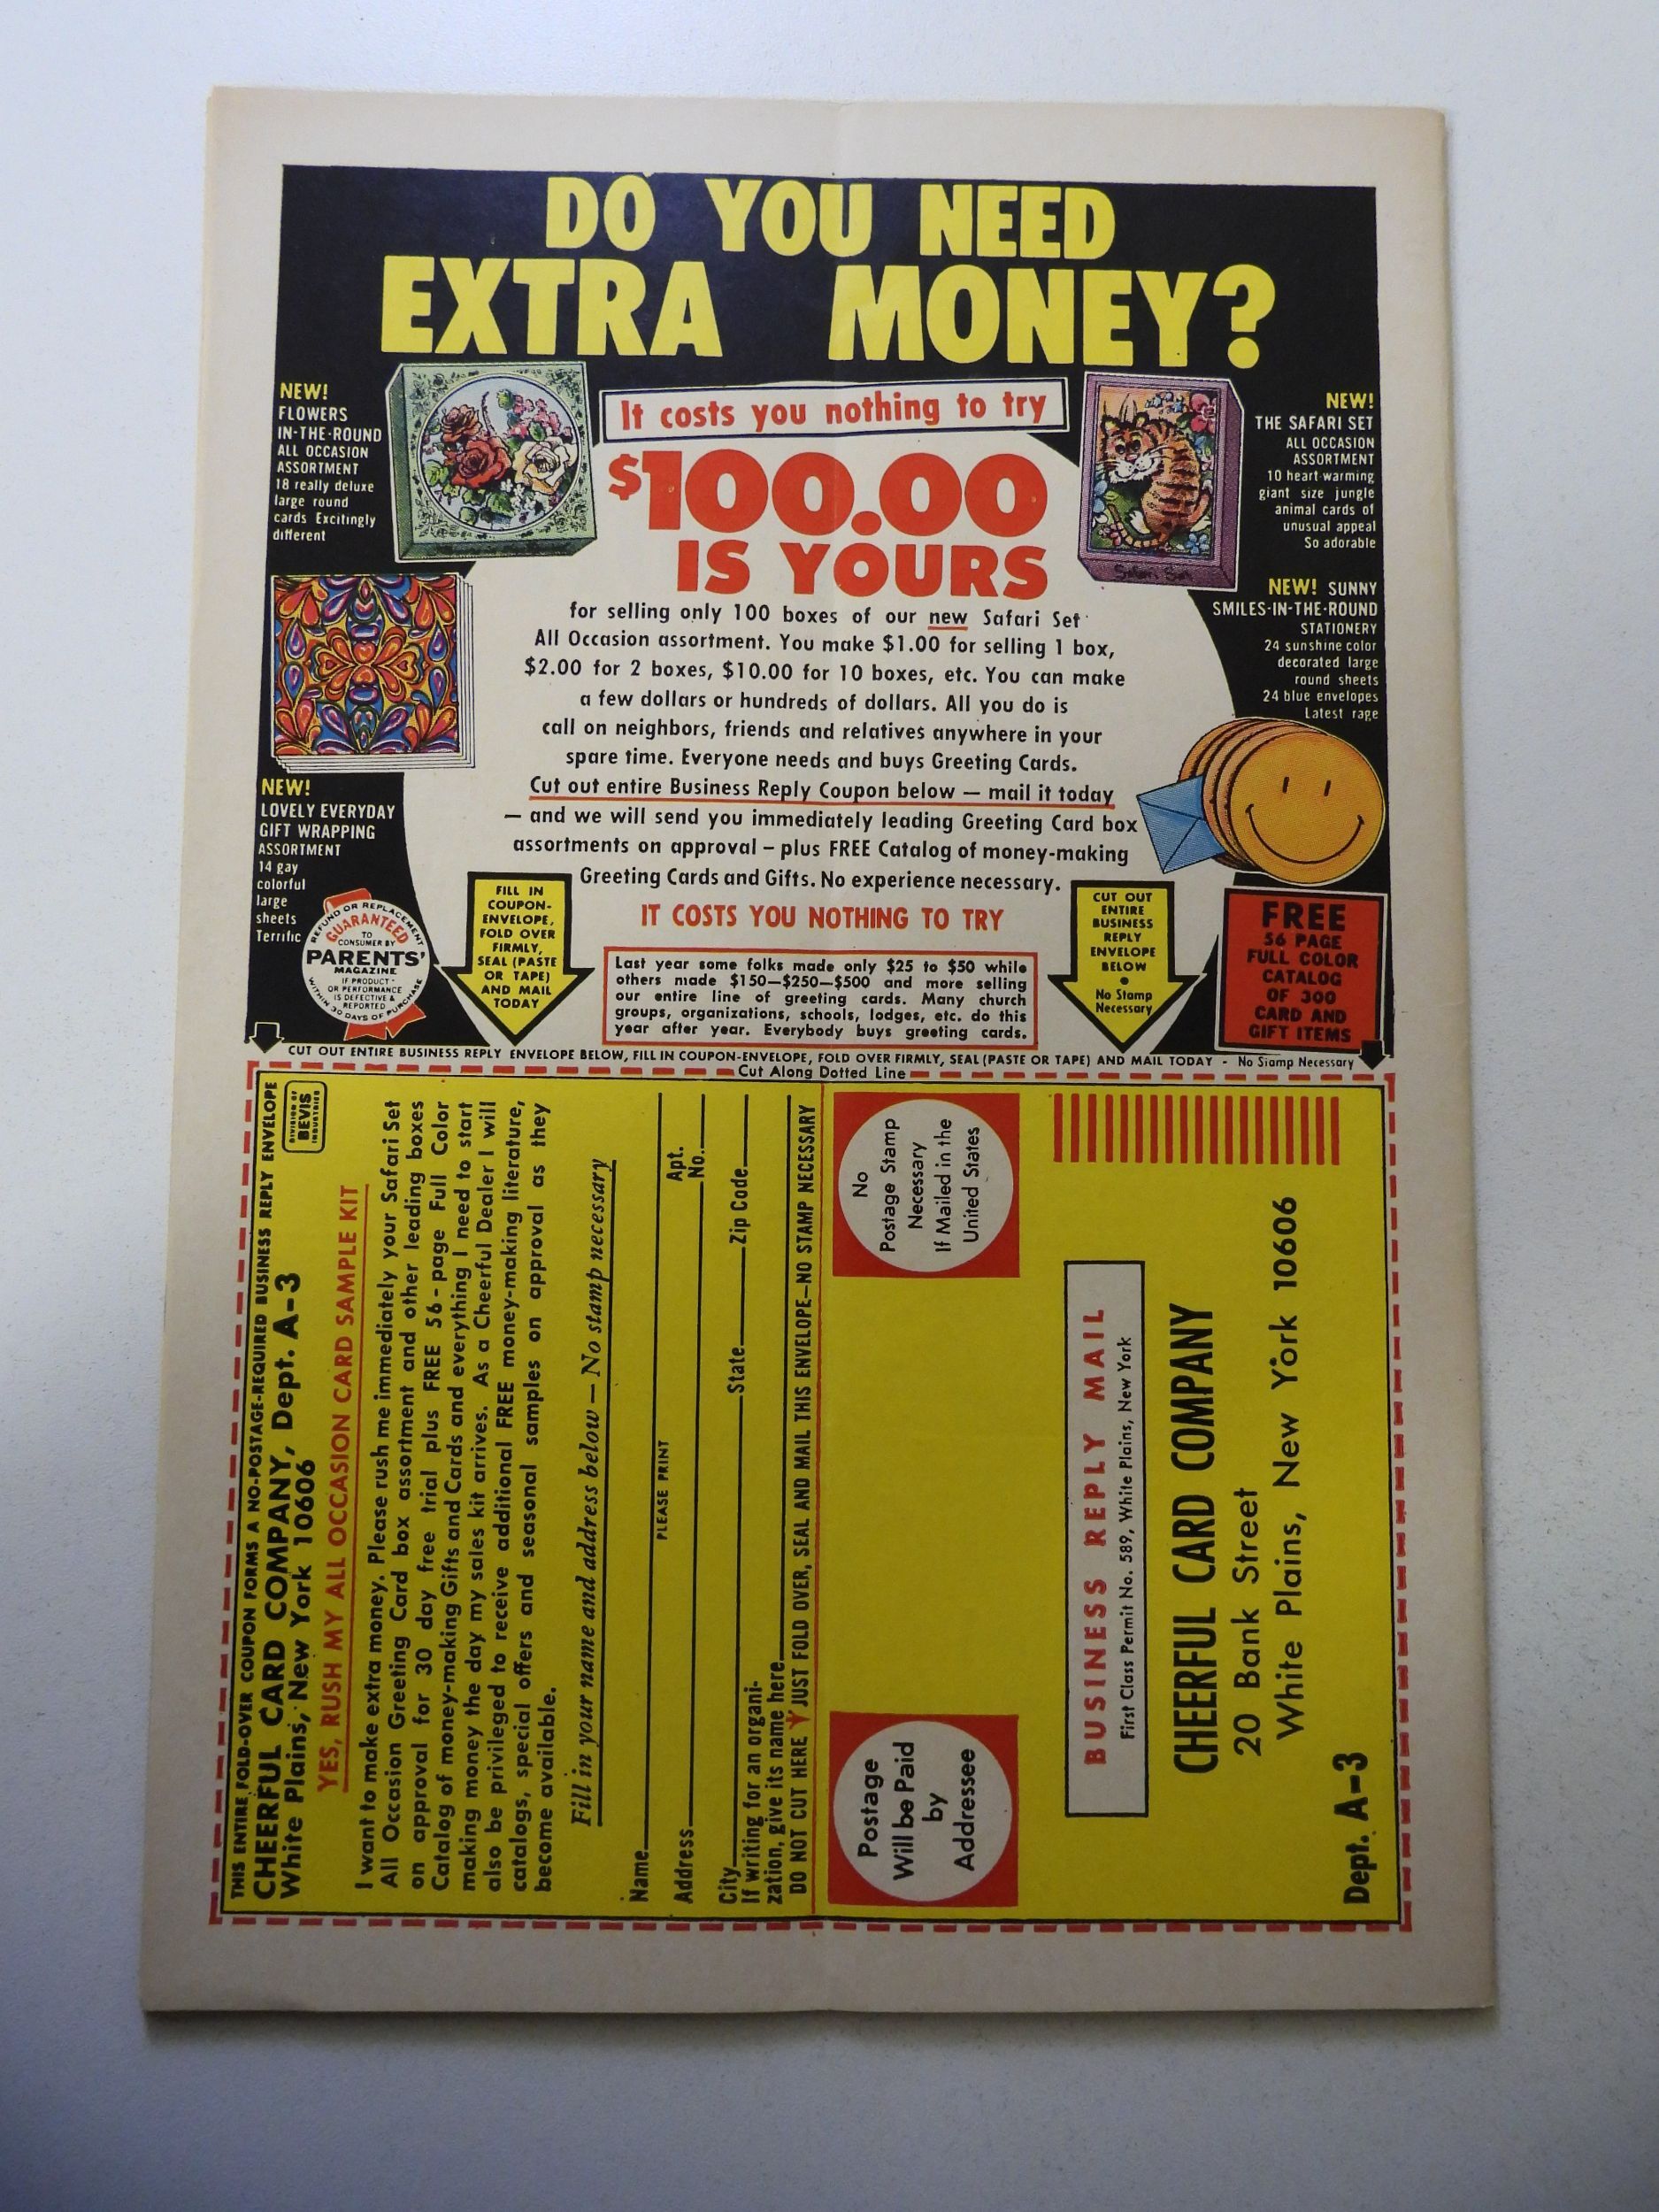 DO YOU NEED
EXTRA MONEY?
NEW!
FLOWERS
IN-THE-ROUND
ALL OCCASION
ASSORTMENT
18 really deluxe
large round
cards Excitingly
different
It costs you nothing to try
$100.00
IS YOURS
NEW!
THE SAFARI SET
ALL OCCASION
ASSORTMENT
10 heart-warming
giant size jungle
animal cards of
unusual appeal
So adorable
Safari Set
for selling only 100 boxes of our new Safari Set
All Occasion assortment. You make $1.00 for selling 1 box,
$2.00 for 2 boxes, $10.00 for 10 boxes, etc. You can make
a few dollars or hundreds of dollars. All you do is
call on neighbors, friends and relatives anywhere in your
spare time. Everyone needs and buys Greeting Cards.
Cut out entire Business Reply Coupon below — mail it today
— and we will send you immediately leading Greeting Card box
assortments on approval – plus FREE Catalog of money-making
Greeting Cards and Gifts. No experience necessary.
IT COSTS YOU NOTHING TO TRY
NEW! SUNNY
SMILES-IN-THE-ROUND
STATIONERY
24 sunshine color
decorated large
round sheets
24 blue envelopes
Latest rage
NEW!
LOVELY EVERYDAY
GIFT WRAPPING
ASSORTMENT
14 gay
colorful
large
sheets
Terrific
REFUND OR REPLACEMENT
GUARANTEED
TO
CONSUMER BY
PARENTS'
MAGAZINE
IF PRODUCT
OR PERFORMANCE
IS DEFECTIVE &
REPORTED
WITHIN 30 DAYS OF PURCHASE
FILL IN
COUPON-
ENVELOPE,
FOLD OVER
FIRMLY,
SEAL (PASTE
OR TAPE)
AND MAIL
TODAY
Last year some folks made only $25 to $50 while
others made $150—$250—$500 and more selling
our entire line of greeting cards. Many church
groups, organizations, schools, lodges, etc. do this
year after year. Everybody buys greeting cards.
CUT OUT
ENTIRE
BUSINESS
REPLY
ENVELOPE
BELOW
•
No Stamp
Necessary
FREE
56 PAGE
FULL COLOR
CATALOG
OF 300
CARD AND
GIFT ITEMS
CUT OUT ENTIRE BUSINESS REPLY ENVELOPE BELOW, FILL IN COUPON-ENVELOPE, FOLD OVER FIRMLY, SEAL (PASTE OR TAPE) AND MAIL TODAY - No Stamp Necessary
Cut Along Dotted Line
THIS ENTIRE FOLD-OVER COUPON FORMS A NO-POSTAGE-REQUIRED BUSINESS REPLY ENVELOPE
CHEERFUL CARD COMPANY, Dept. A-3
White Plains, New York 10606
DIVISION OF
BEVIS
INDUSTRIES
YES, RUSH MY ALL OCCASION CARD SAMPLE KIT
I want to make extra money. Please rush me immediately your Safari Set
All Occasion Greeting Card box assortment and other leading boxes
on approval for 30 day free trial plus FREE 56-page Full Color
Catalog of money-making Gifts and Cards and everything I need to start
making money the day my sales kit arrives. As a Cheerful Dealer I will
also be privileged to receive additional FREE money-making literature,
catalogs, special offers and seasonal samples on approval as they
become available.
Fill in your name and address below — No stamp necessary
Name
PLEASE PRINT
Address
Apt.
No.
City
State
Zip Code
If writing for an organi-
zation, give its name here
DO NOT CUT HERE JUST FOLD OVER, SEAL AND MAIL THIS ENVELOPE—NO STAMP NECESSARY
Postage
Will be Paid
by
Addressee
No
Postage Stamp
Necessary
If Mailed in the
United States
BUSINESS REPLY MAIL
First Class Permit No. 589, White Plains, New York
CHEERFUL CARD COMPANY
20 Bank Street
White Plains, New York 10606
Dept. A-3